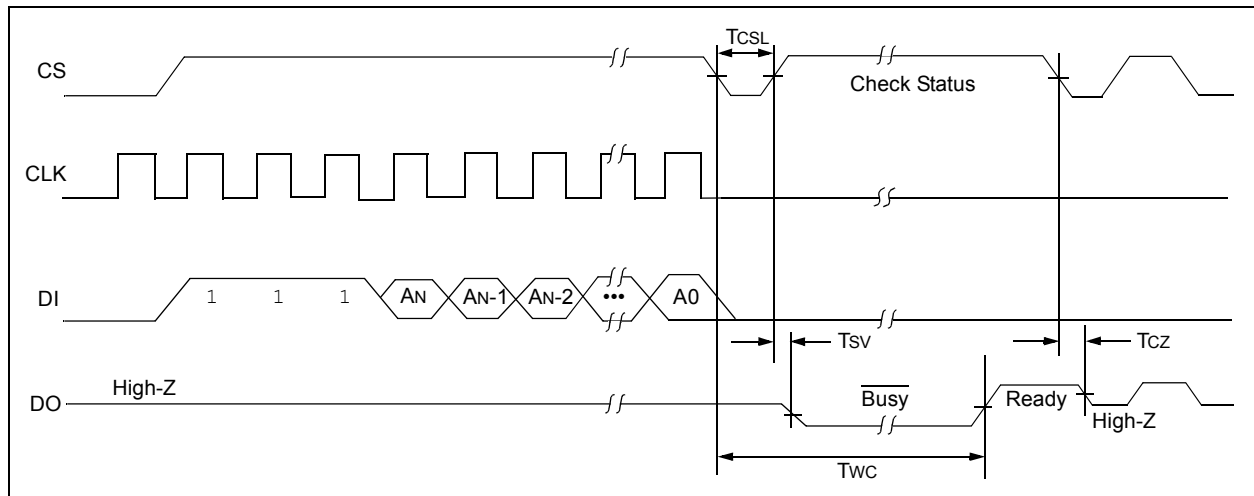 TCSL
CS
Check Status
CLK
DI
1 1 1 AN AN-1 AN-2 ••• A0
TSV
TCZ
High-Z
DO
Busy
Ready
High-Z
TWC